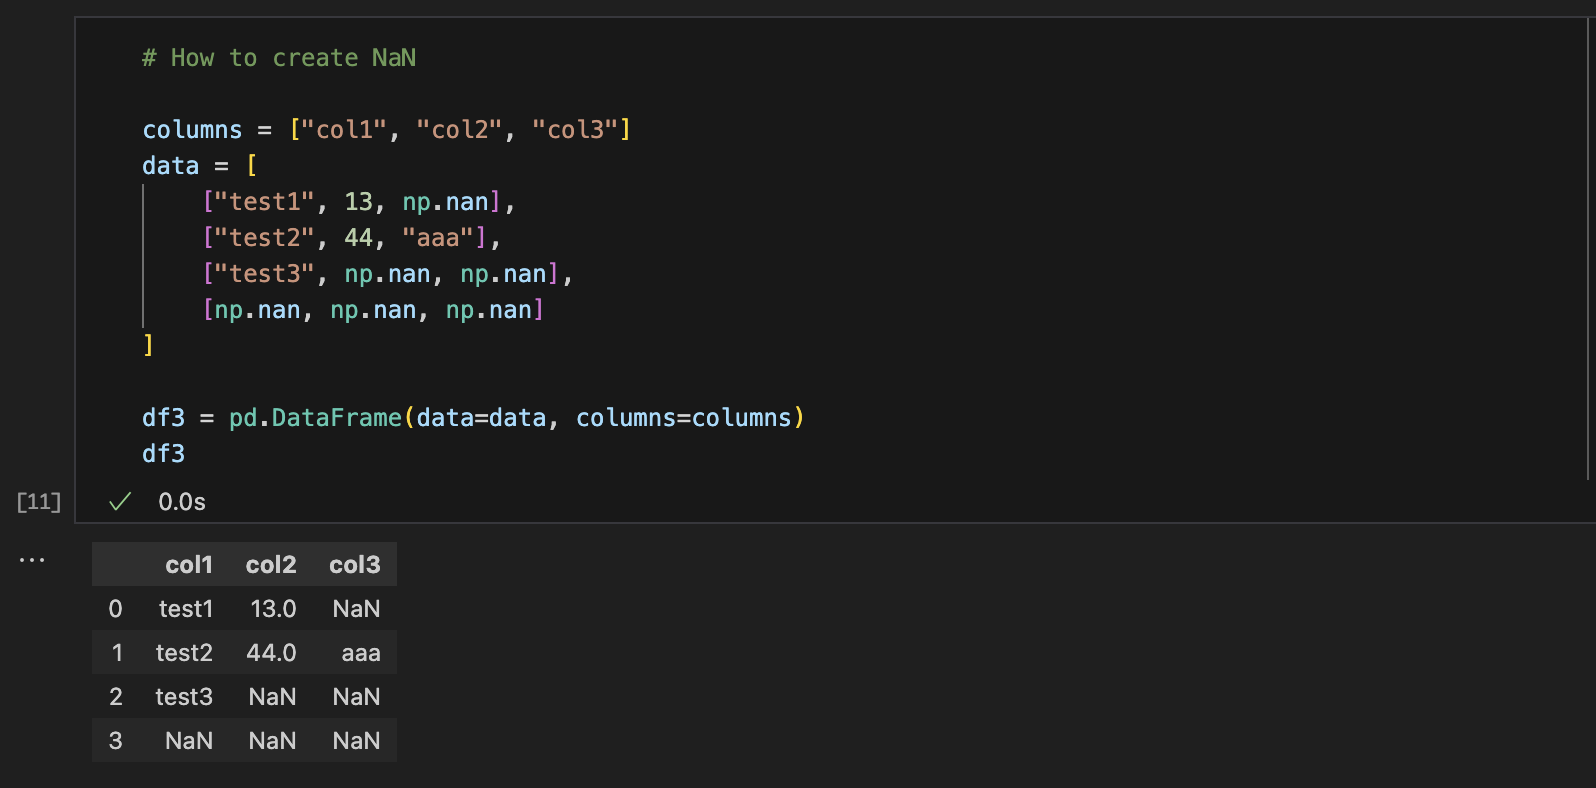 # How to create NaN
columns = ["col1", "col2", "col3"]
data = [
["test1", 13, np.nan],
["test2", 44, "aaa"],
["test3", np.nan, np.nan],
[np.nan, np.nan, np.nan]
]
df3 = pd.DataFrame(data=data, columns=columns)
df3
[11] ✓ 0.0s
...
col1 col2 col3
0 test1 13.0 NaN
1 test2 44.0 aaa
2 test3 NaN NaN
3 NaN NaN NaN